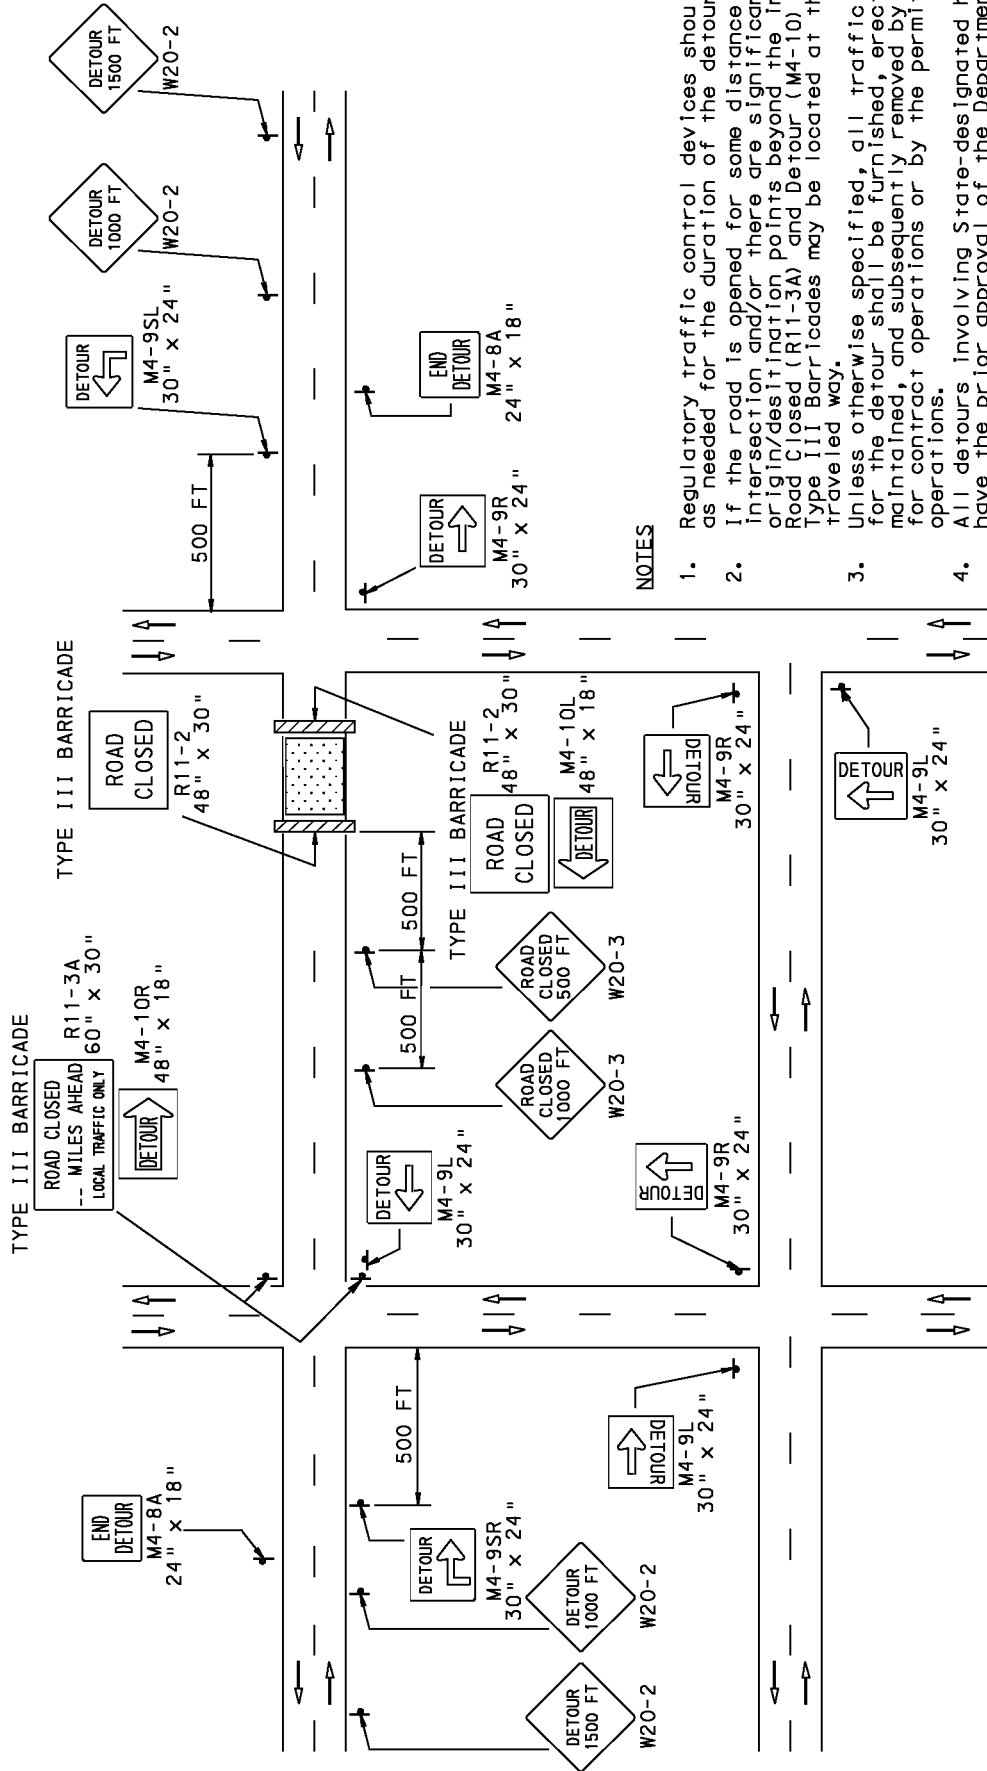 TYPE III BARRICADE
ROAD CLOSED
-- MILES AHEAD
LOCAL TRAFFIC ONLY
R11-3A
60" x 30"
DETOUR
M4-10R
48" x 18"
TYPE III BARRICADE
ROAD
CLOSED
R11-2
48" x 30"
END
DETOUR
M4-8A
24" x 18"
500 FT
DETOUR
M4-9SL
30" x 24"
DETOUR
1000 FT
W20-2
DETOUR
1500 FT
W20-2
DETOUR
1500 FT
W20-2
DETOUR
1000 FT
W20-2
DETOUR
M4-9SR
30" x 24"
500 FT
DETOUR
M4-9L
30" x 24"
500 FT
500 FT
ROAD
CLOSED
1000 FT
W20-3
ROAD
CLOSED
500 FT
W20-3
TYPE III BARRICADE
ROAD
CLOSED
R11-2
48" x 30"
DETOUR
M4-10L
48" x 18"
DETOUR
M4-9R
30" x 24"
END
DETOUR
M4-8A
24" x 18"
DETOUR
M4-9L
30" x 24"
DETOUR
M4-9R
30" x 24"
DETOUR
M4-9R
30" x 24"
DETOUR
M4-9L
30" x 24"
NOTES
1. Regulatory traffic control devices
as needed for the duration of the detour
2. If the road is opened for some distance
intersection and/or there are
origin/destination points beyond the
Road Closed (R11-3A) and Detour (M4-10)
Type III Barricades may be located at
traveled way.
3. Unless otherwise specified, all traffic
for the detour shall be furnished,
maintained, and subsequently removed by
for contract operations or by the
operations.
4. All detours involving State-designated
have the prior approval of the